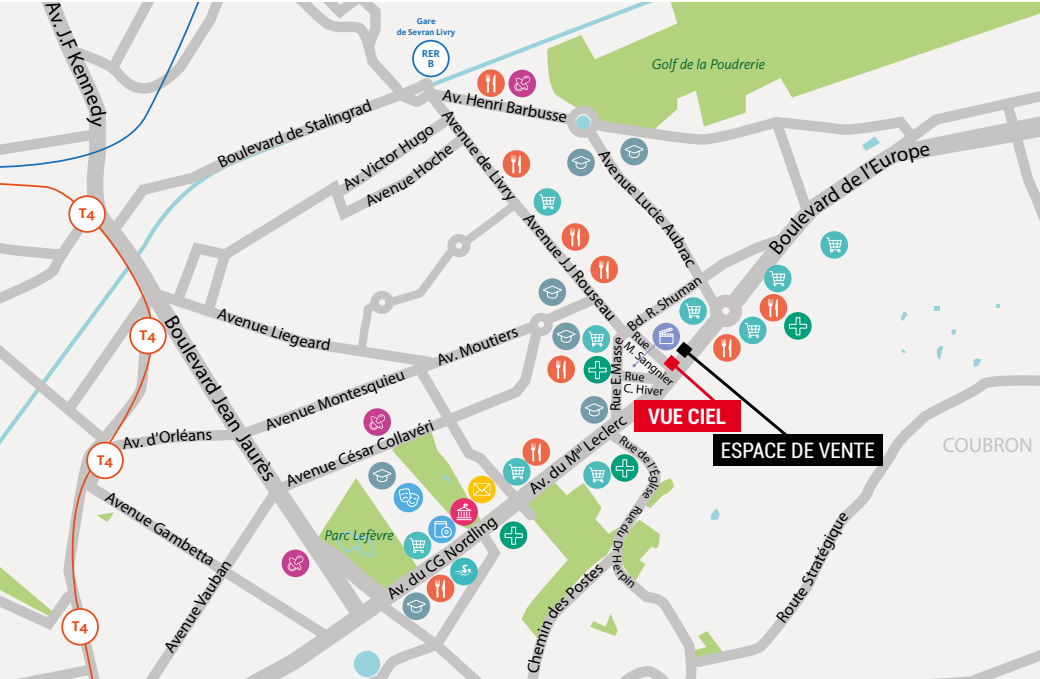 Gare
de Sevran Livry
RER
B
Av. J.F Kennedy
Golf de la Poudrerie
Av. Henri Barbusse
Boulevard de Stalingrad
Av. Victor Hugo
Avenue Hoche
Avenue de Livry
Avenue Lucie Aubrac
Boulevard de l'Europe
T4
Avenue J.J Rouseau
Bd. R. Shuman
T4
Avenue Liegeard
Av. Moutiers
Rue
M. Sangnier
Rue E.Masse
Rue
C. Hiver
Boulevard Jean Jaurès
Avenue Montesquieu
VUE CIEL
ESPACE DE VENTE
COUBRON
Av. d'Orléans
T4
Avenue César Collavéri
Av. du Mal Leclerc
Rue de l'Église
Avenue Gambetta
Parc Lefèvre
Av. du CG Nordling
Rue du Dr Herpin
Chemin des Postes
Route Stratégique
Avenue Vauban
T4